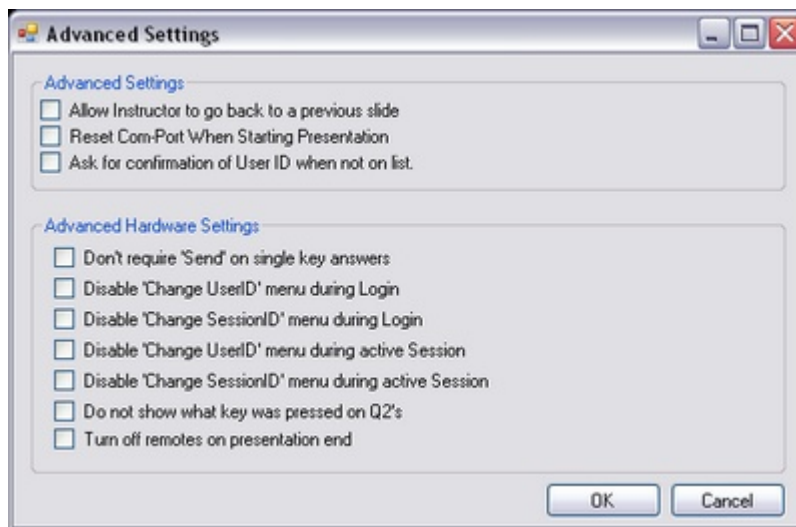 Advanced Settings
Advanced Settings
Allow Instructor to go back to a previous slide
Reset Com-Port When Starting Presentation
Ask for confirmation of User ID when not on list.
Advanced Hardware Settings
Don't require 'Send' on single key answers
Disable 'Change UserID' menu during Login
Disable 'Change SessionID' menu during Login
Disable 'Change UserID' menu during active Session
Disable 'Change SessionID' menu during active Session
Do not show what key was pressed on Q2's
Turn off remotes on presentation end
OK Cancel